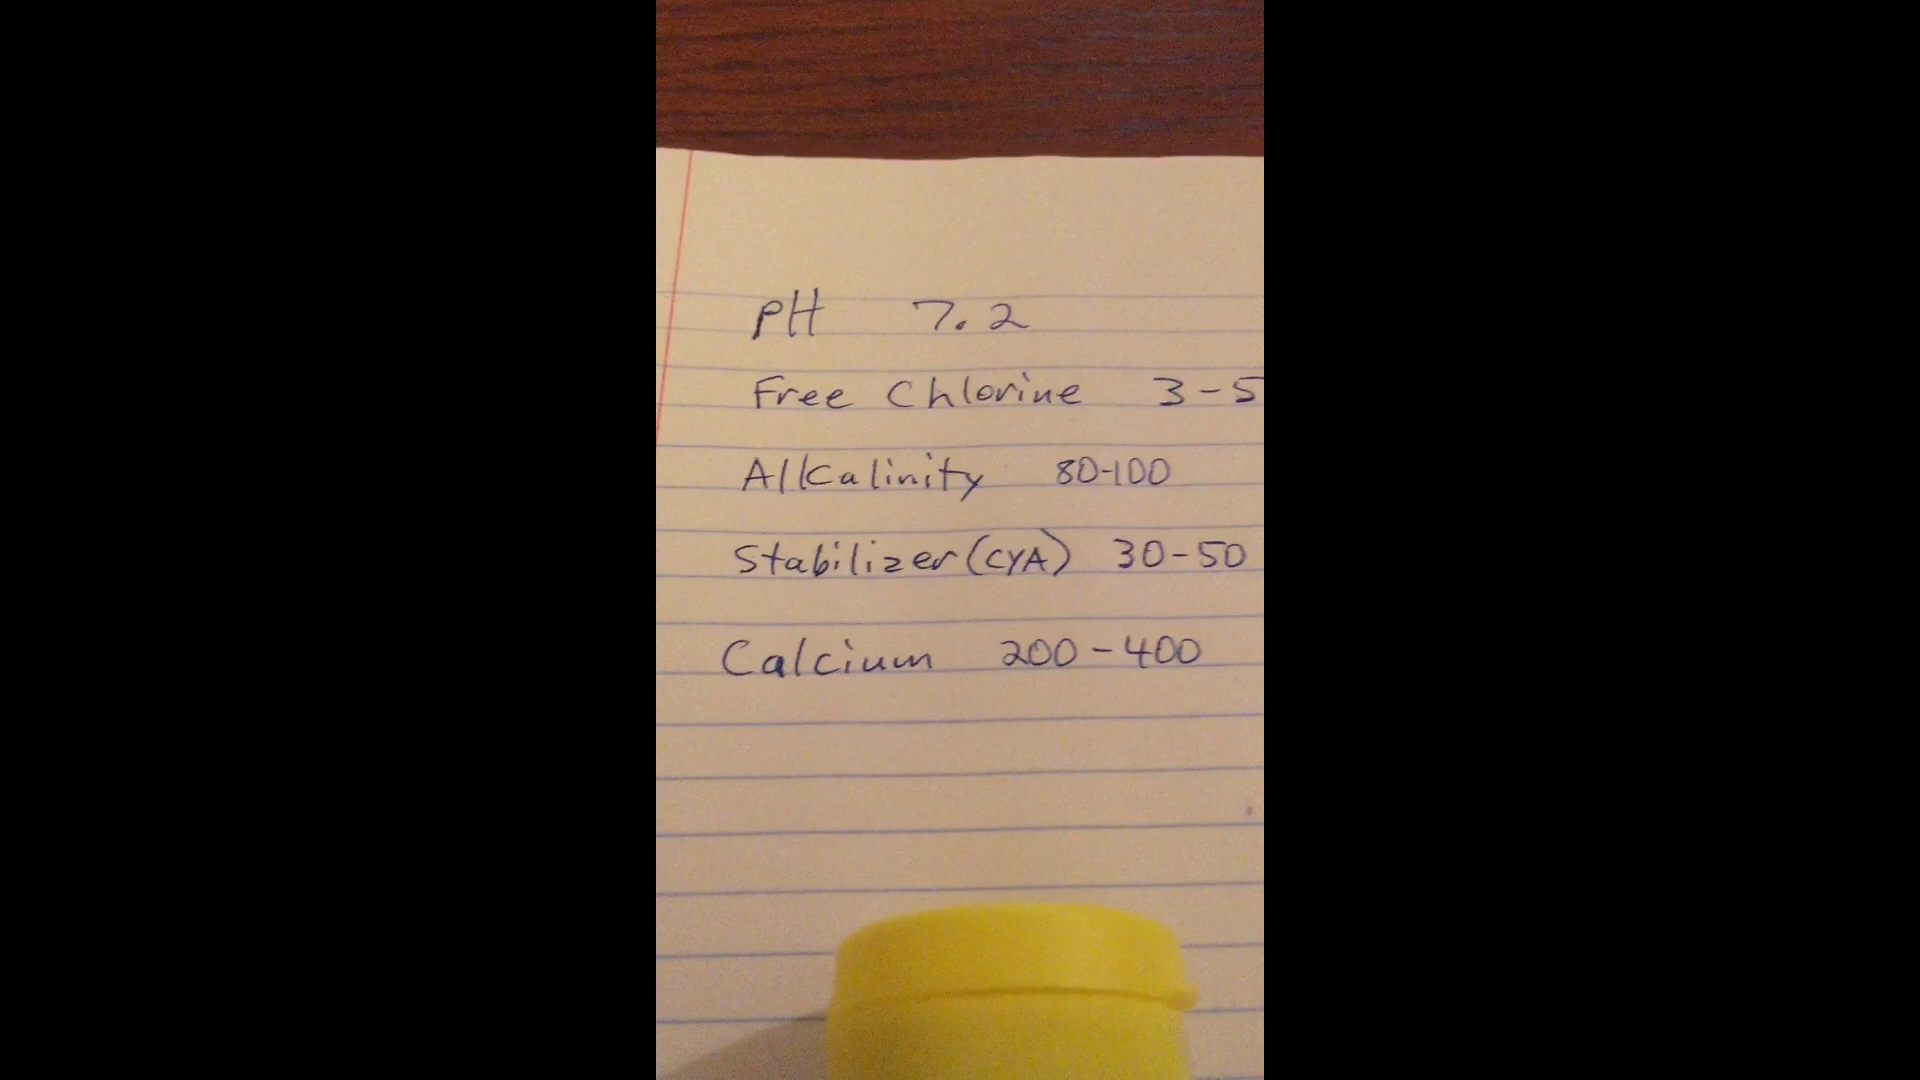 pH 7.2
Free Chlorine 3-5
Alkalinity 80-100
Stabilizer (CYA) 30-50
Calcium 200-400